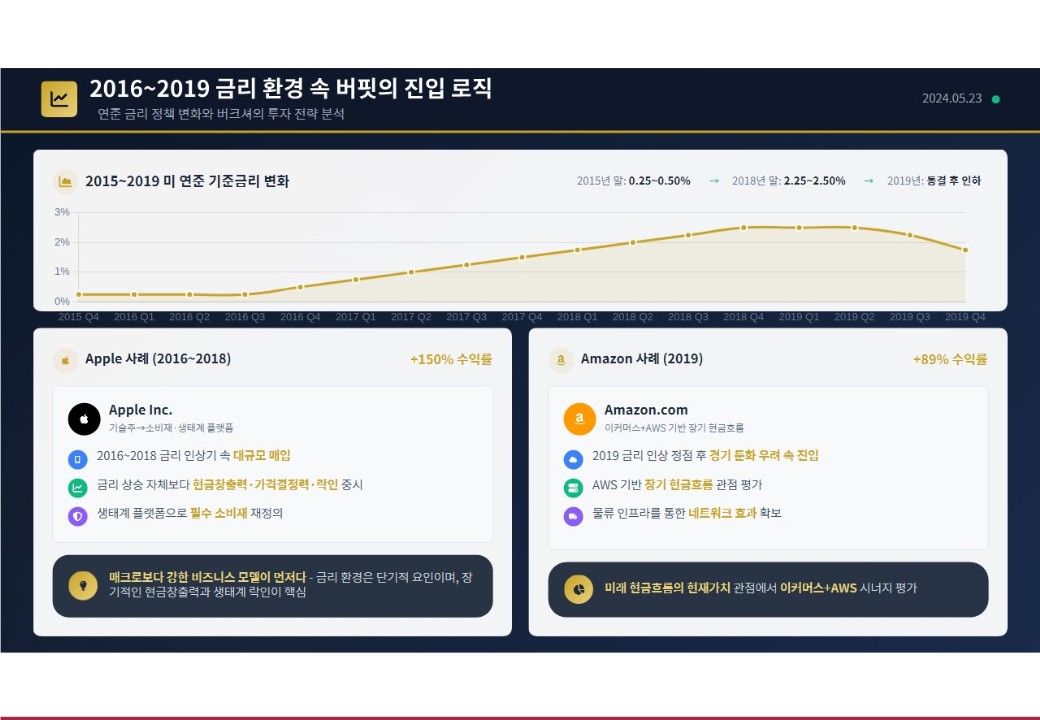 2016~2019 금리 환경 속 버핏의 진입 로직
연준 금리 정책 변화와 버크셔의 투자 전략 분석
2024.05.23
2015~2019 미 연준 기준금리 변화
2015년 말: 0.25~0.50% → 2018년 말: 2.25~2.50% → 2019년: 동결 후 인하
3%
2%
1%
0%
2015 Q4 2016 Q1 2016 Q2 2016 Q3 2016 Q4 2017 Q1 2017 Q2 2017 Q3 2017 Q4 2018 Q1 2018 Q2 2018 Q3 2018 Q4 2019 Q1 2019 Q2 2019 Q3 2019 Q4
Apple 사례 (2016~2018)
+150% 수익률
Apple Inc.
기술주→소비재·생태계 플랫폼
2016~2018 금리 인상기 속 대규모 매입
금리 상승 자체보다 현금창출력·가격결정력·락인 중시
생태계 플랫폼으로 필수 소비재 재정의
매크로보다 강한 비즈니스 모델이 먼저다 - 금리 환경은 단기적 요인이며, 장
기적인 현금창출력과 생태계 락인이 핵심
Amazon 사례 (2019)
+89% 수익률
Amazon.com
이커머스+AWS 기반 장기 현금흐름
2019 금리 인상 정점 후 경기 둔화 우려 속 진입
AWS 기반 장기 현금흐름 관점 평가
물류 인프라를 통한 네트워크 효과 확보
미래 현금흐름의 현재가치 관점에서 이커머스+AWS 시너지 평가